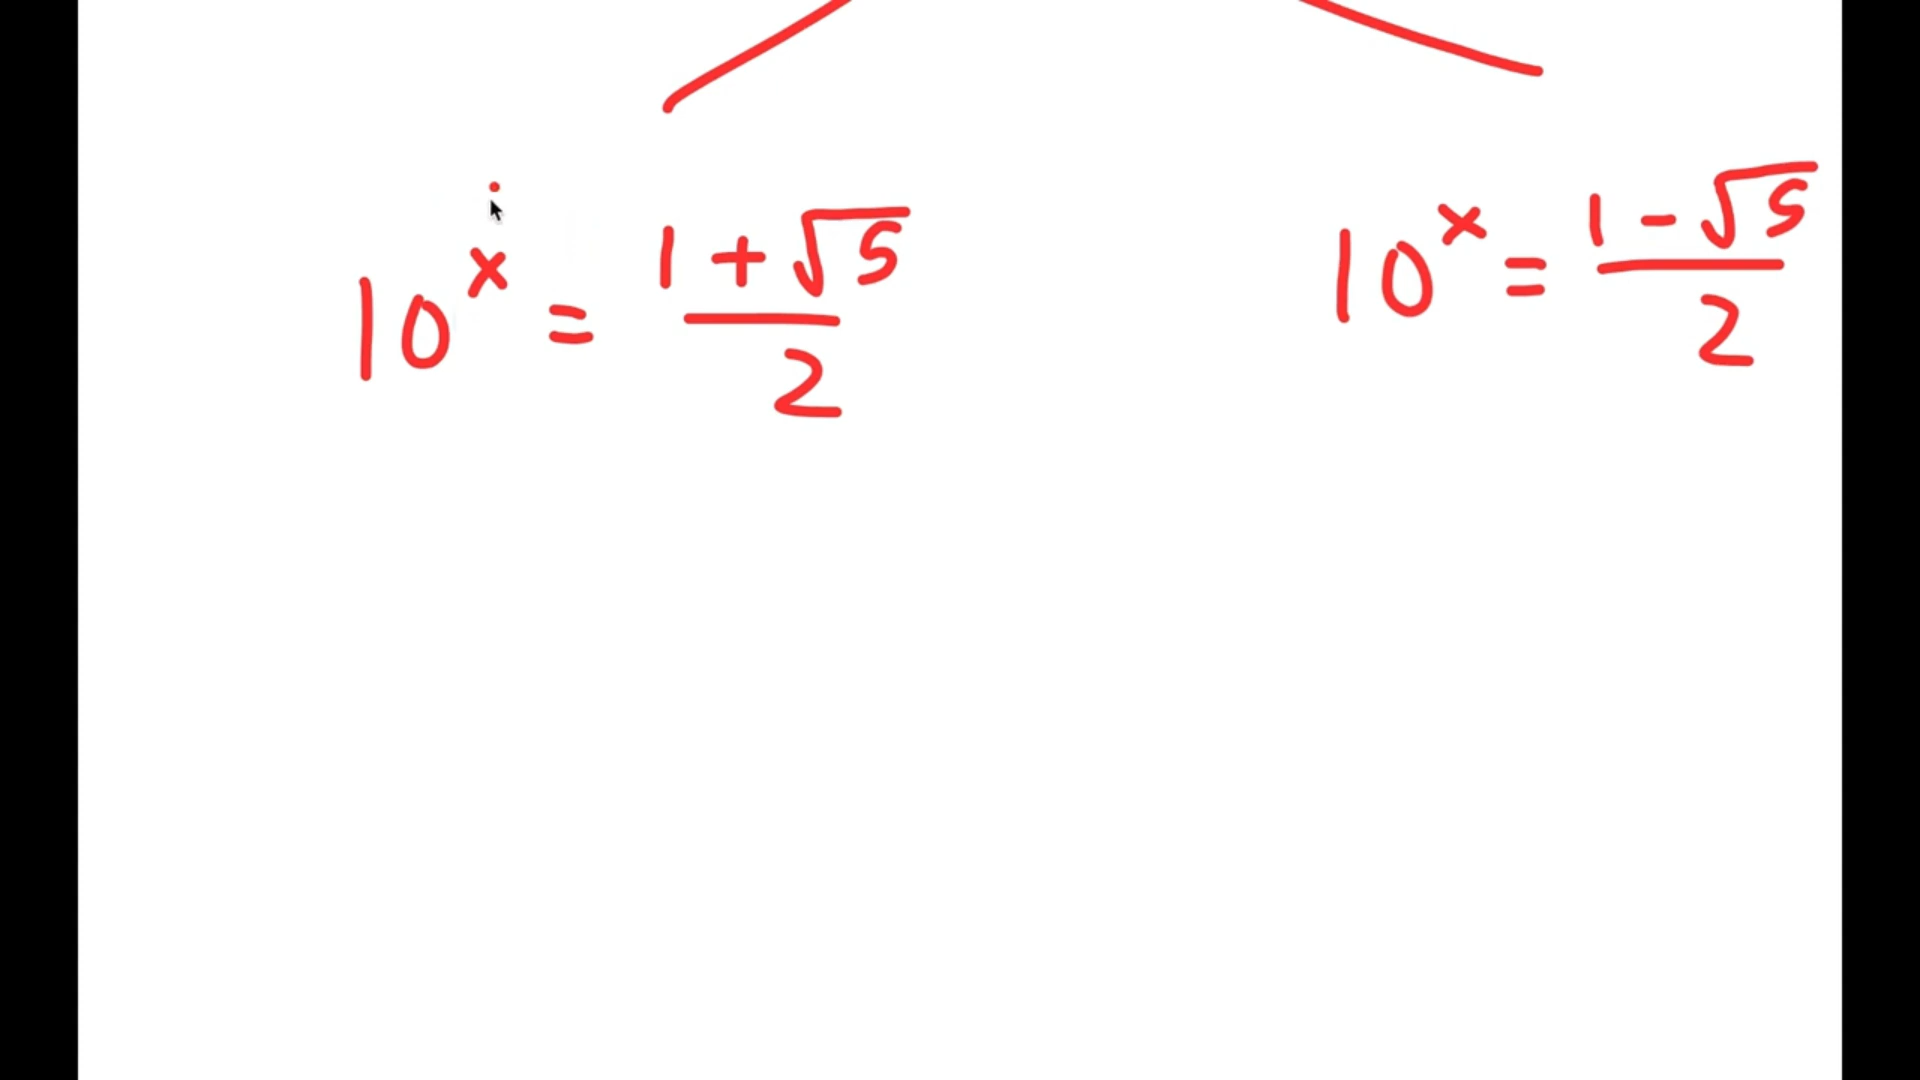 10^x = (1 + √5)/2
10^x = (1 - √5)/2